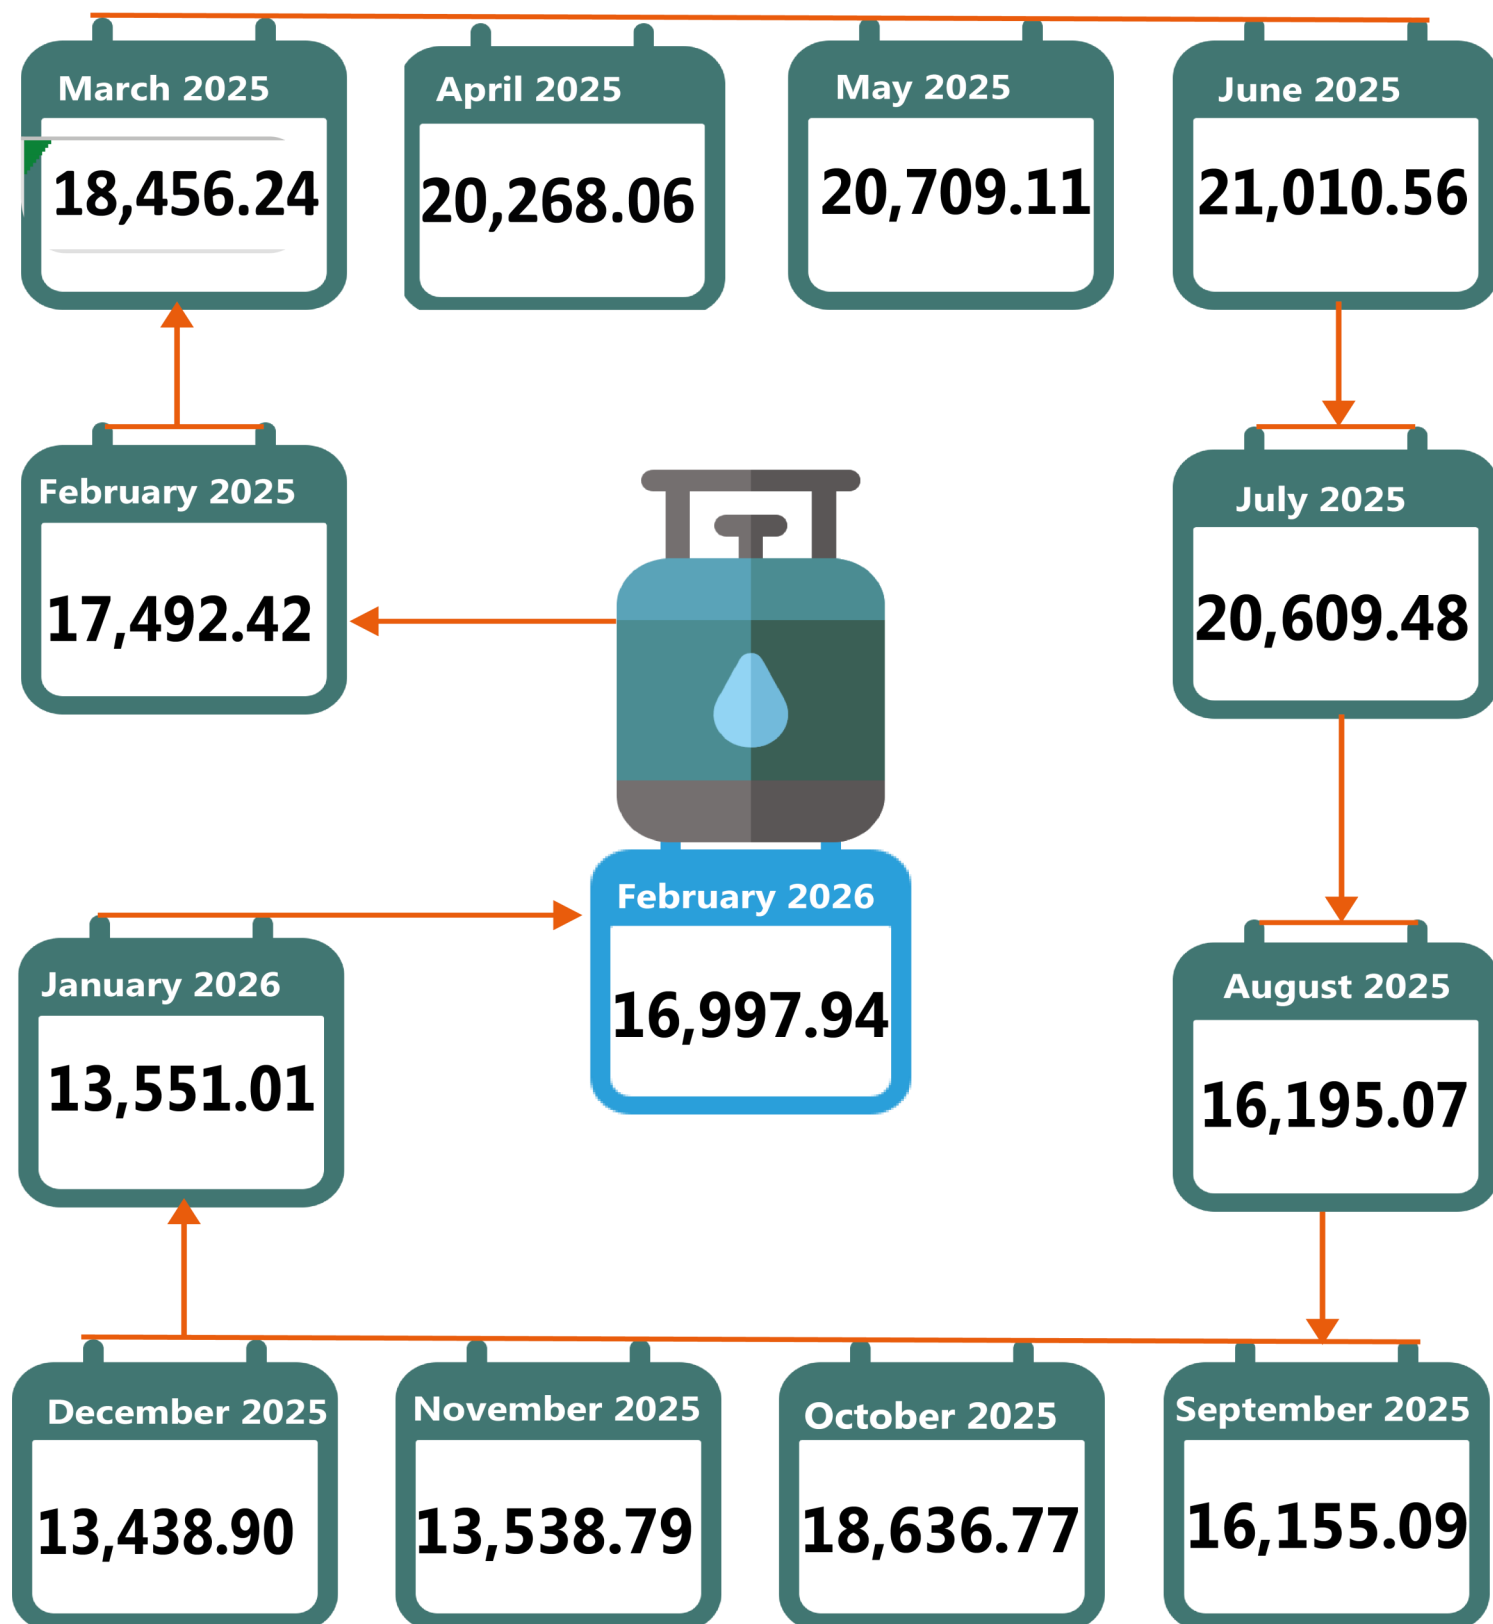 March 2025
18,456.24
April 2025
20,268.06
May 2025
20,709.11
June 2025
21,010.56
February 2025
17,492.42
July 2025
20,609.48
February 2026
16,997.94
January 2026
13,551.01
August 2025
16,195.07
December 2025
13,438.90
November 2025
13,538.79
October 2025
18,636.77
September 2025
16,155.09